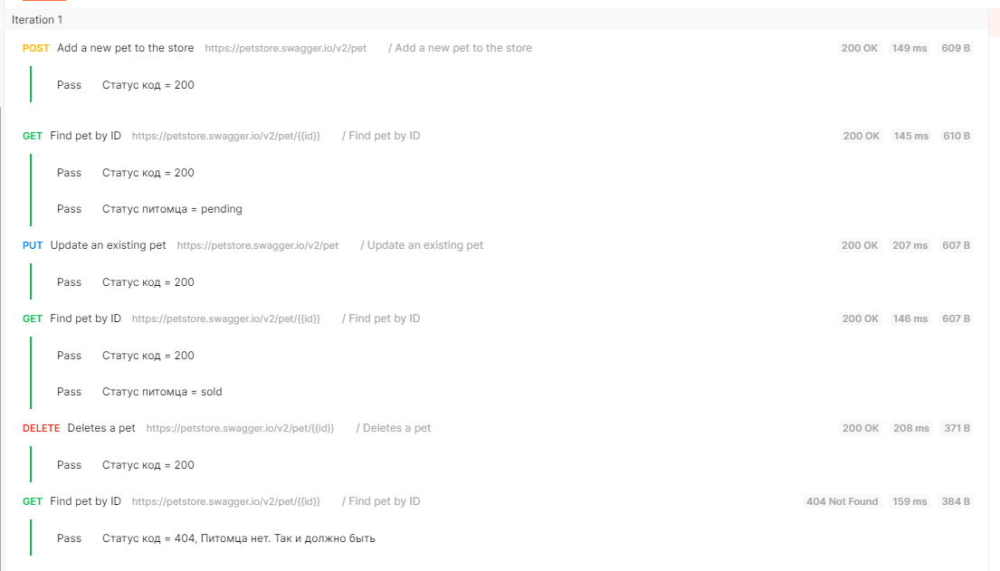 Iteration 1
POST Add a new pet to the store https://petstore.swagger.io/v2/pet / Add a new pet to the store 200 OK 149 ms 609 B
Pass Статус код = 200
GET Find pet by ID https://petstore.swagger.io/v2/pet/{{id}} / Find pet by ID 200 OK 145 ms 610 B
Pass Статус код = 200
Pass Статус питомца = pending
PUT Update an existing pet https://petstore.swagger.io/v2/pet / Update an existing pet 200 OK 207 ms 607 B
Pass Статус код = 200
GET Find pet by ID https://petstore.swagger.io/v2/pet/{{id}} / Find pet by ID 200 OK 146 ms 607 B
Pass Статус код = 200
Pass Статус питомца = sold
DELETE Deletes a pet https://petstore.swagger.io/v2/pet/{{id}} / Deletes a pet 200 OK 208 ms 371 B
Pass Статус код = 200
GET Find pet by ID https://petstore.swagger.io/v2/pet/{{id}} / Find pet by ID 404 Not Found 159 ms 384 B
Pass Статус код = 404, Питомца нет. Так и должно быть